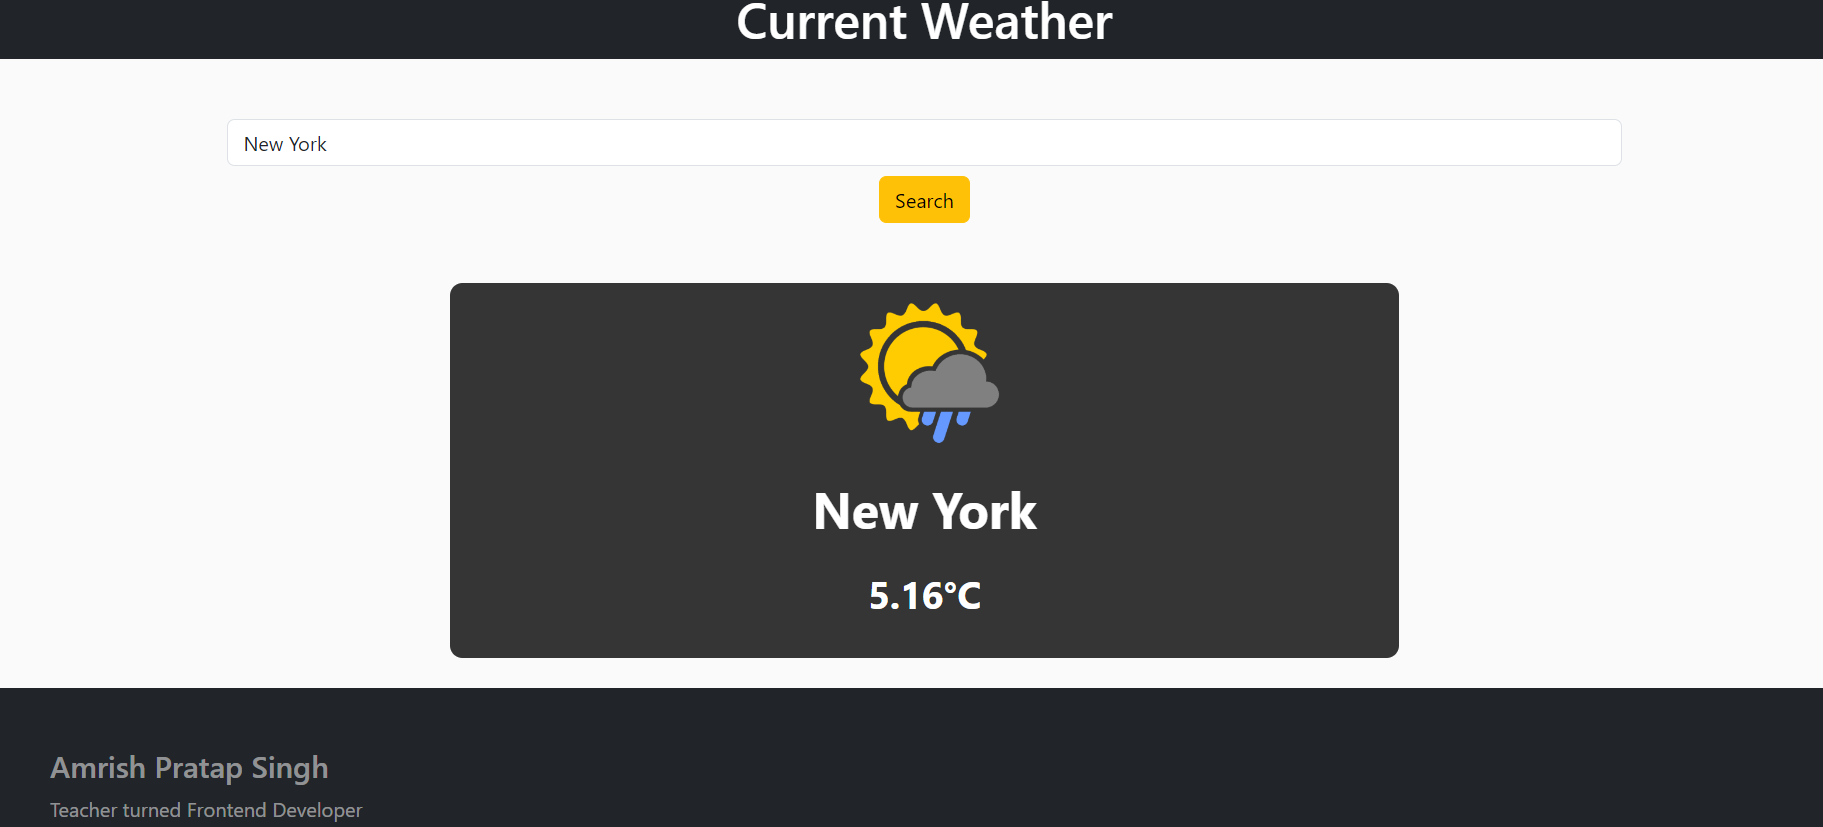 Current Weather
New York
Search
New York
5.16°C
Amrish Pratap Singh
Teacher turned Frontend Developer